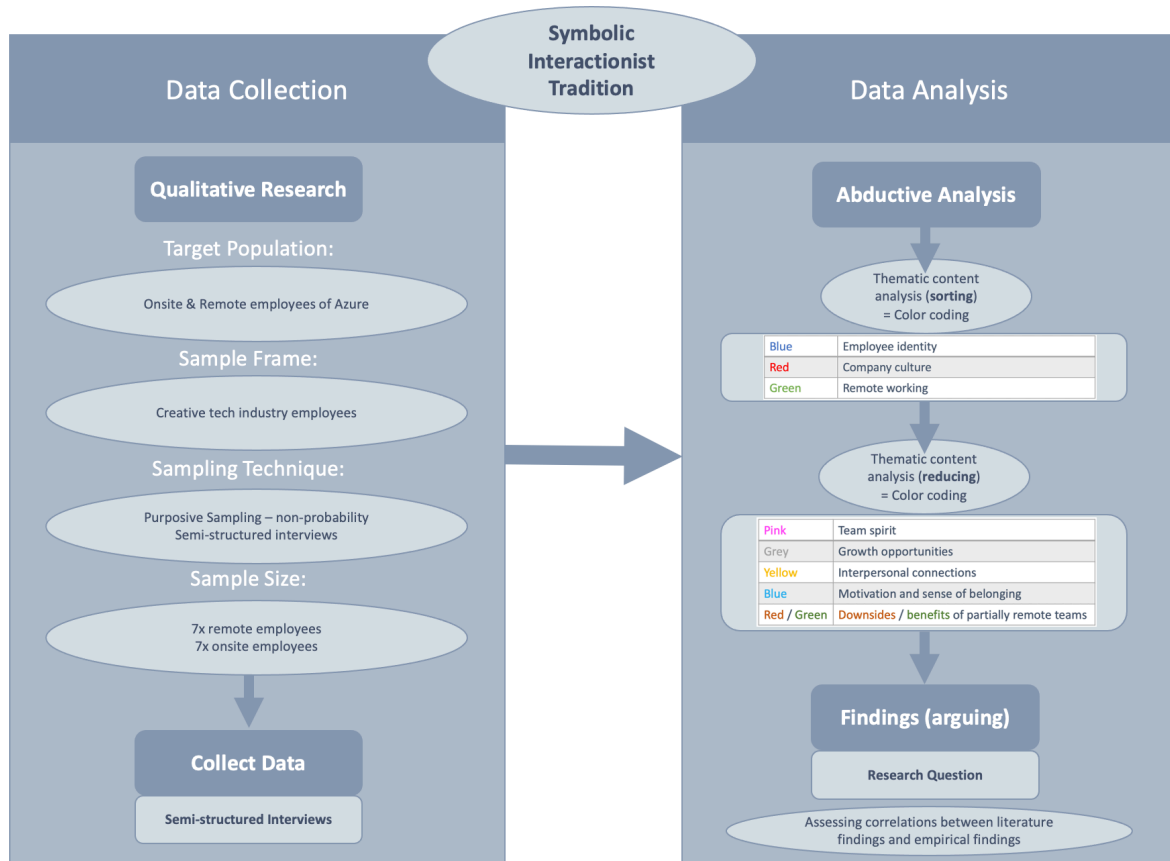 Symbolic
Interactionist
Tradition
Data Collection
Qualitative Research
Target Population:
Onsite & Remote employees of Azure
Sample Frame:
Creative tech industry employees
Sampling Technique:
Purposive Sampling – non-probability
Semi-structured interviews
Sample Size:
7x remote employees
7x onsite employees
Collect Data
Semi-structured Interviews
Data Analysis
Abductive Analysis
Thematic content
analysis (sorting)
= Color coding
Blue Employee identity
Red Company culture
Green Remote working
Thematic content
analysis (reducing)
= Color coding
Pink Team spirit
Grey Growth opportunities
Yellow Interpersonal connections
Blue Motivation and sense of belonging
Red / Green Downsides / benefits of partially remote teams
Findings (arguing)
Research Question
Assessing correlations between literature
findings and empirical findings